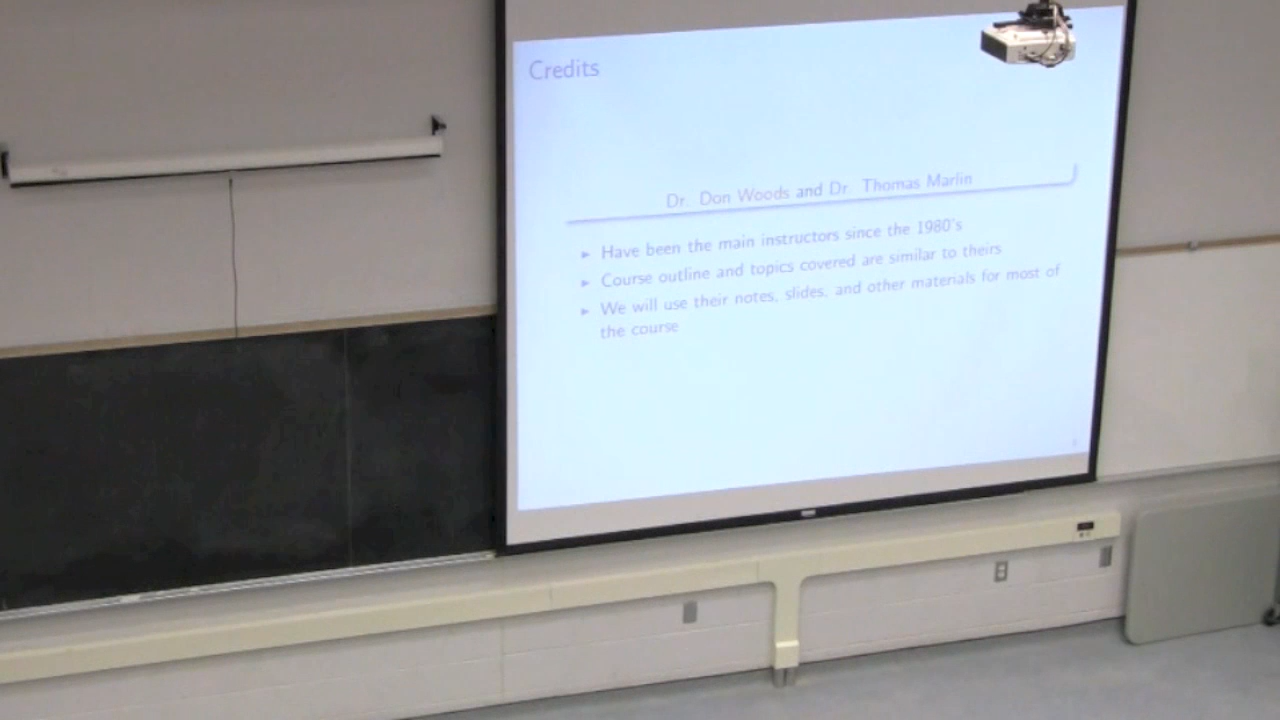 Credits
Dr. Don Woods and Dr. Thomas Marlin
▶ Have been the main instructors since the 1980's
▶ Course outline and topics covered are similar to theirs
▶ We will use their notes, slides, and other materials for most of
the course